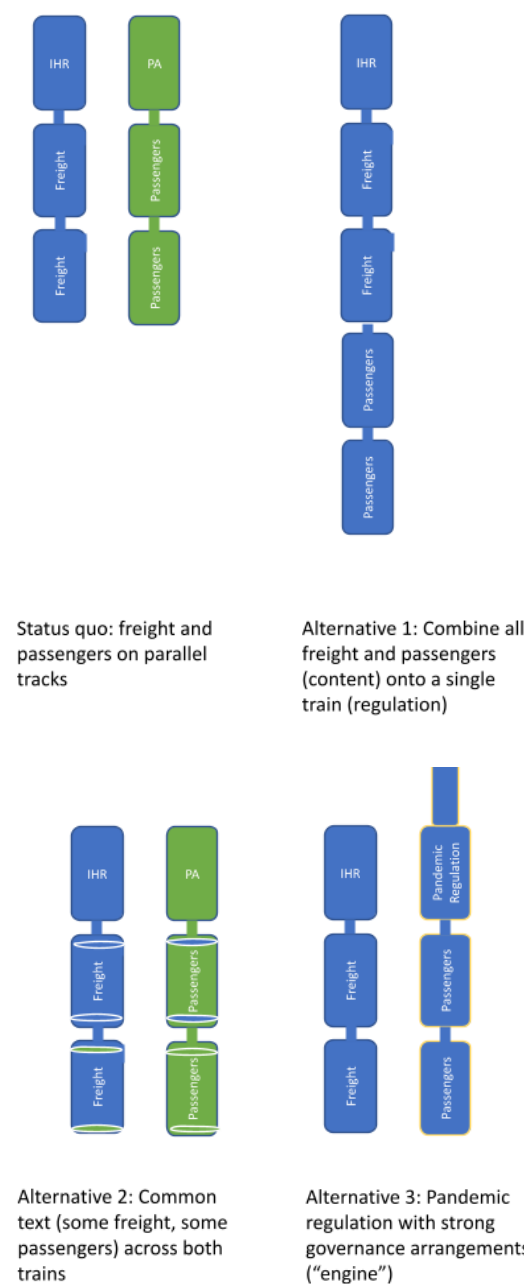 IHR
PA
Freight
Passengers
Freight
Passengers
Status quo: freight and
passengers on parallel
tracks
IHR
Freight
Freight
Passengers
Passengers
Alternative 1: Combine all
freight and passengers
(content) onto a single
train (regulation)
IHR
PA
Freight
Passengers
Freight
Passengers
Alternative 2: Common
text (some freight, some
passengers) across both
trains
IHR
Pandemic
Regulation
Freight
Passengers
Freight
Passengers
Alternative 3: Pandemic
regulation with strong
governance arrangements
(“engine”)